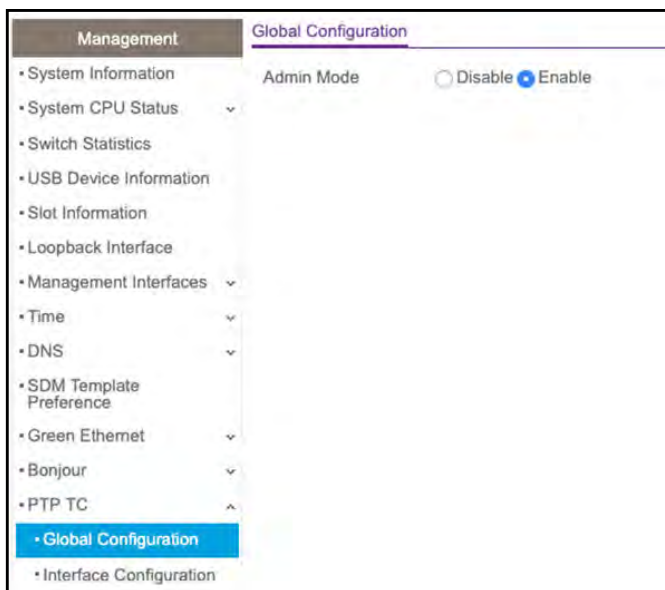 Management
System Information
System CPU Status
Switch Statistics
USB Device Information
Slot Information
Loopback Interface
Management Interfaces
Time
DNS
SDM Template
Preference
Green Ethernet
Bonjour
PTP TC
Global Configuration
Interface Configuration
Global Configuration
Admin Mode Disable Enable